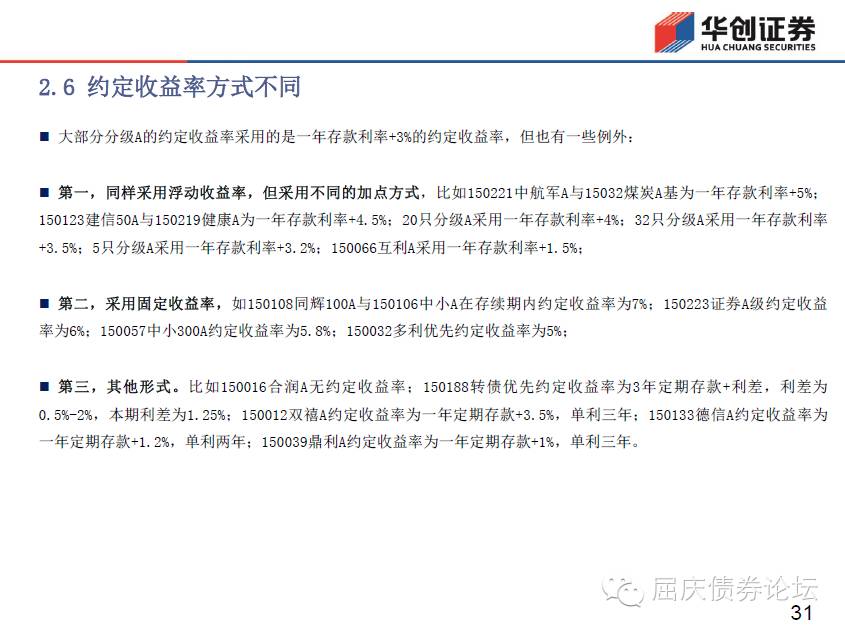 华创证券
HUA CHUANG SECURITIES
2.6 约定收益率方式不同
■ 大部分分级A的约定收益率采用的是一年存款利率+3%的约定收益率，但也有一些例外：
■ 第一，同样采用浮动收益率，但采用不同的加点方式，比如150221中航军A与15032煤炭A基为一年存款利率+5%；
150123建信50A与150219健康A为一年存款利率+4.5%；20只分级A采用一年存款利率+4%；32只分级A采用一年存款利率
+3.5%；5只分级A采用一年存款利率+3.2%；150066互利A采用一年存款利率+1.5%；
■ 第二，采用固定收益率，如150108同辉100A与150106中小A在存续期内约定收益率为7%；150223证券A级约定收益
率为6%；150057中小300A约定收益率为5.8%；150032多利优先约定收益率为5%；
■ 第三，其他形式。比如150016合润A无约定收益率；150188转债优先约定收益率为3年定期存款+利差，利差为
0.5%-2%，本期利差为1.25%；150012双禧A约定收益率为一年定期存款+3.5%，单利三年；150133德信A约定收益率为
一年定期存款+1.2%，单利两年；150039鼎利A约定收益率为一年定期存款+1%，单利三年。
屈庆债券论坛
31